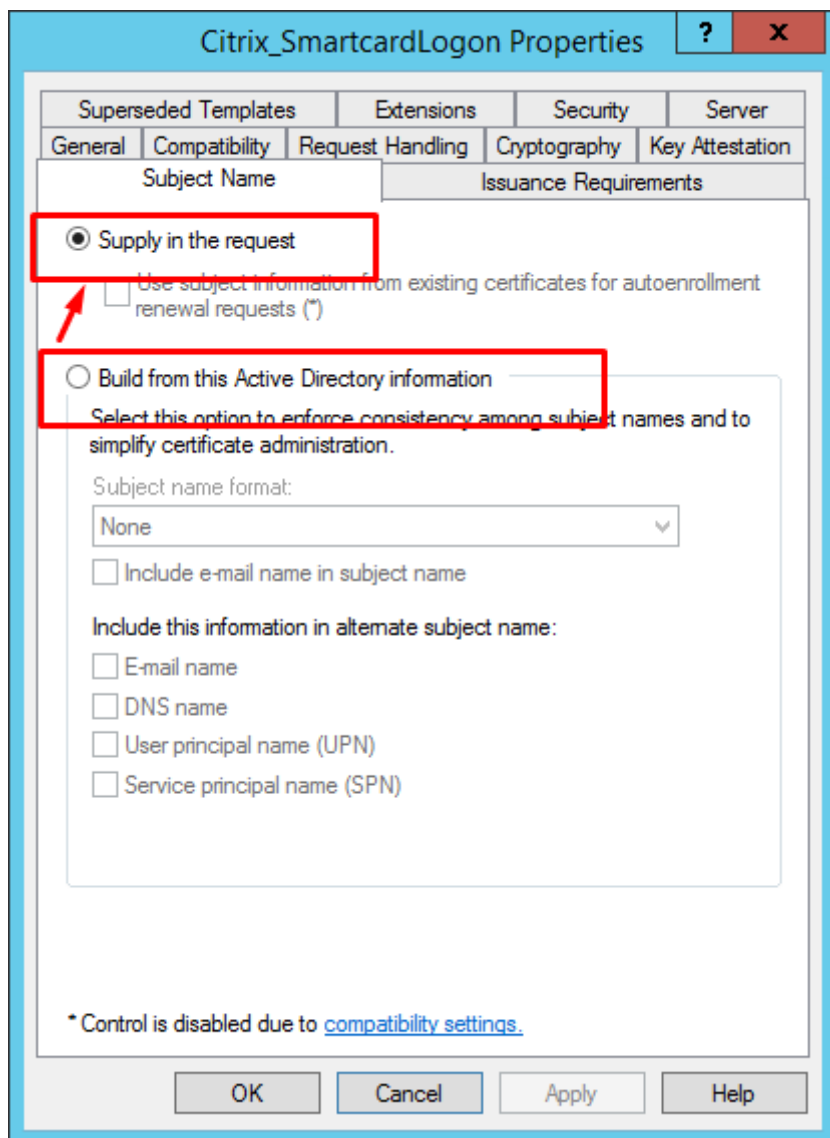 Citrix_SmartcardLogon Properties
?
x
Superseded Templates Extensions Security Server
General Compatibility Request Handling Cryptography Key Attestation
Subject Name Issuance Requirements
Supply in the request
Use subject information from existing certificates for autoenrollment
renewal requests (*)
Build from this Active Directory information
Select this option to enforce consistency among subject names and to
simplify certificate administration.
Subject name format:
None
Include e-mail name in subject name
Include this information in alternate subject name:
E-mail name
DNS name
User principal name (UPN)
Service principal name (SPN)
* Control is disabled due to compatibility settings.
OK Cancel Apply Help